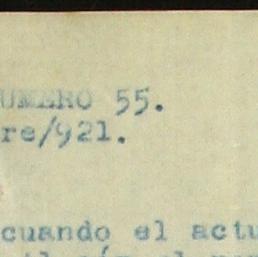 UMERO 55.
re/921.
cuando el actu